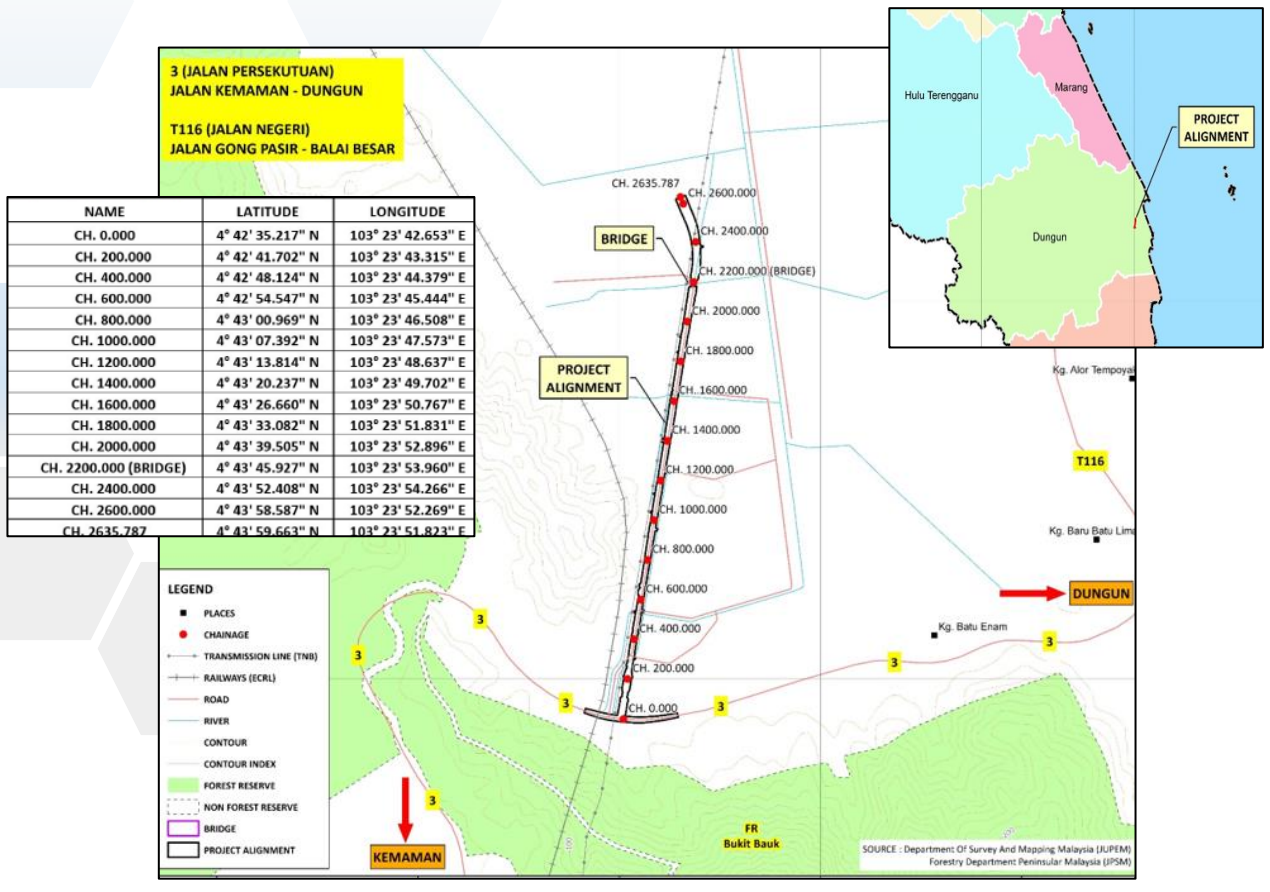 3 (JALAN PERSEKUTUAN)
JALAN KEMAMAN - DUNGUN
T116 (JALAN NEGERI)
JALAN GONG PASIR - BALAI BESAR
Hulu Terengganu
Marang
Dungun
PROJECT
ALIGNMENT
NAME LATITUDE LONGITUDE
CH. 0.000 4° 42' 35.217" N 103° 23' 42.653" E
CH. 200.000 4° 42' 41.702" N 103° 23' 43.315" E
CH. 400.000 4° 42' 48.124" N 103° 23' 44.379" E
CH. 600.000 4° 42' 54.547" N 103° 23' 45.444" E
CH. 800.000 4° 43' 00.969" N 103° 23' 46.508" E
CH. 1000.000 4° 43' 07.392" N 103° 23' 47.573" E
CH. 1200.000 4° 43' 13.814" N 103° 23' 48.637" E
CH. 1400.000 4° 43' 20.237" N 103° 23' 49.702" E
CH. 1600.000 4° 43' 26.660" N 103° 23' 50.767" E
CH. 1800.000 4° 43' 33.082" N 103° 23' 51.831" E
CH. 2000.000 4° 43' 39.505" N 103° 23' 52.896" E
CH. 2200.000 (BRIDGE) 4° 43' 45.927" N 103° 23' 53.960" E
CH. 2400.000 4° 43' 52.408" N 103° 23' 54.266" E
CH. 2600.000 4° 43' 58.587" N 103° 23' 52.269" E
CH. 2635.787 4° 43' 59.663" N 103° 23' 51.823" E
CH. 2635.787
CH. 2600.000
CH. 2400.000
BRIDGE
CH. 2200.000 (BRIDGE)
CH. 2000.000
CH. 1800.000
PROJECT
ALIGNMENT
CH. 1600.000
CH. 1400.000
CH. 1200.000
CH. 1000.000
CH. 800.000
CH. 600.000
CH. 400.000
CH. 200.000
CH. 0.000
Kg. Alor Tempoyak
T116
Kg. Baru Batu Lima
DUNGUN
Kg. Batu Enam
3
3
3
3
3
3
3
LEGEND
PLACES
CHAINAGE
TRANSMISSION LINE (TNB)
RAILWAYS (ECRL)
ROAD
RIVER
CONTOUR
CONTOUR INDEX
FOREST RESERVE
NON FOREST RESERVE
BRIDGE
PROJECT ALIGNMENT
KEMAMAN
FR
Bukit Bauk
100
200
SOURCE : Department Of Survey And Mapping Malaysia (JUPEM)
Forestry Department Peninsular Malaysia (JPSM)